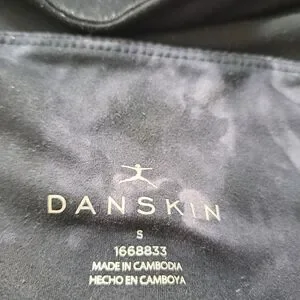 DANSKIN
S
1668833
MADE IN CAMBODIA
HECHO EN CAMBOYA